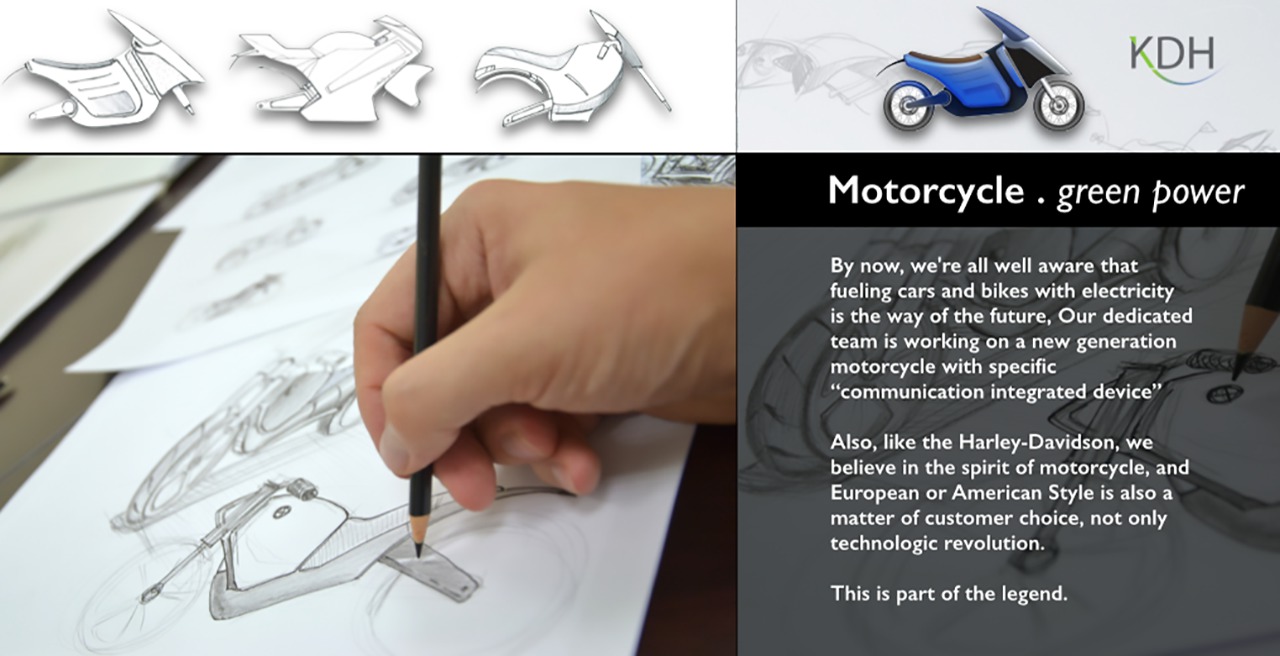 KDH
Motorcycle . green power
By now, we're all well aware that
fueling cars and bikes with electricity
is the way of the future, Our dedicated
team is working on a new generation
motorcycle with specific
“communication integrated device”
Also, like the Harley-Davidson, we
believe in the spirit of motorcycle, and
European or American Style is also a
matter of customer choice, not only
technologic revolution.
This is part of the legend.